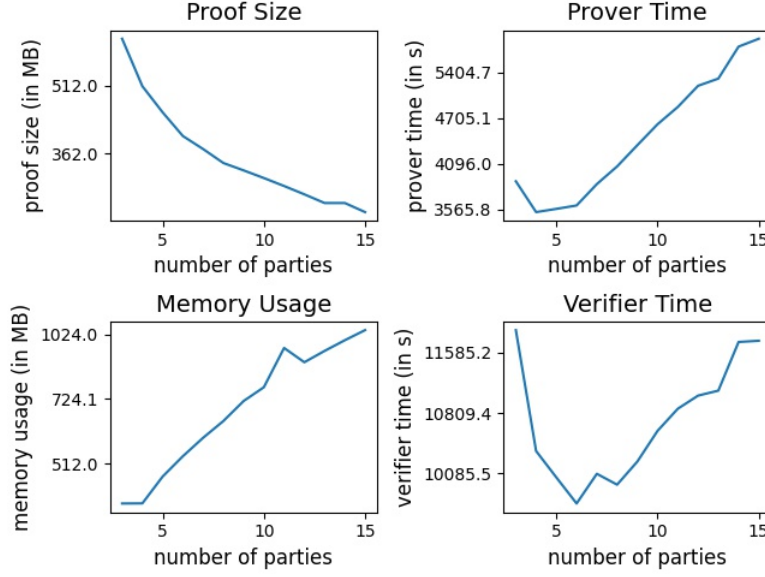 Proof Size
proof size (in MB)
512.0
362.0
5
10
15
number of parties
Prover Time
prover time (in s)
5404.7
4705.1
4096.0
3565.8
5
10
15
number of parties
Memory Usage
memory usage (in MB)
1024.0
724.1
512.0
5
10
15
number of parties
Verifier Time
verifier time (in s)
11585.2
10809.4
10085.5
5
10
15
number of parties